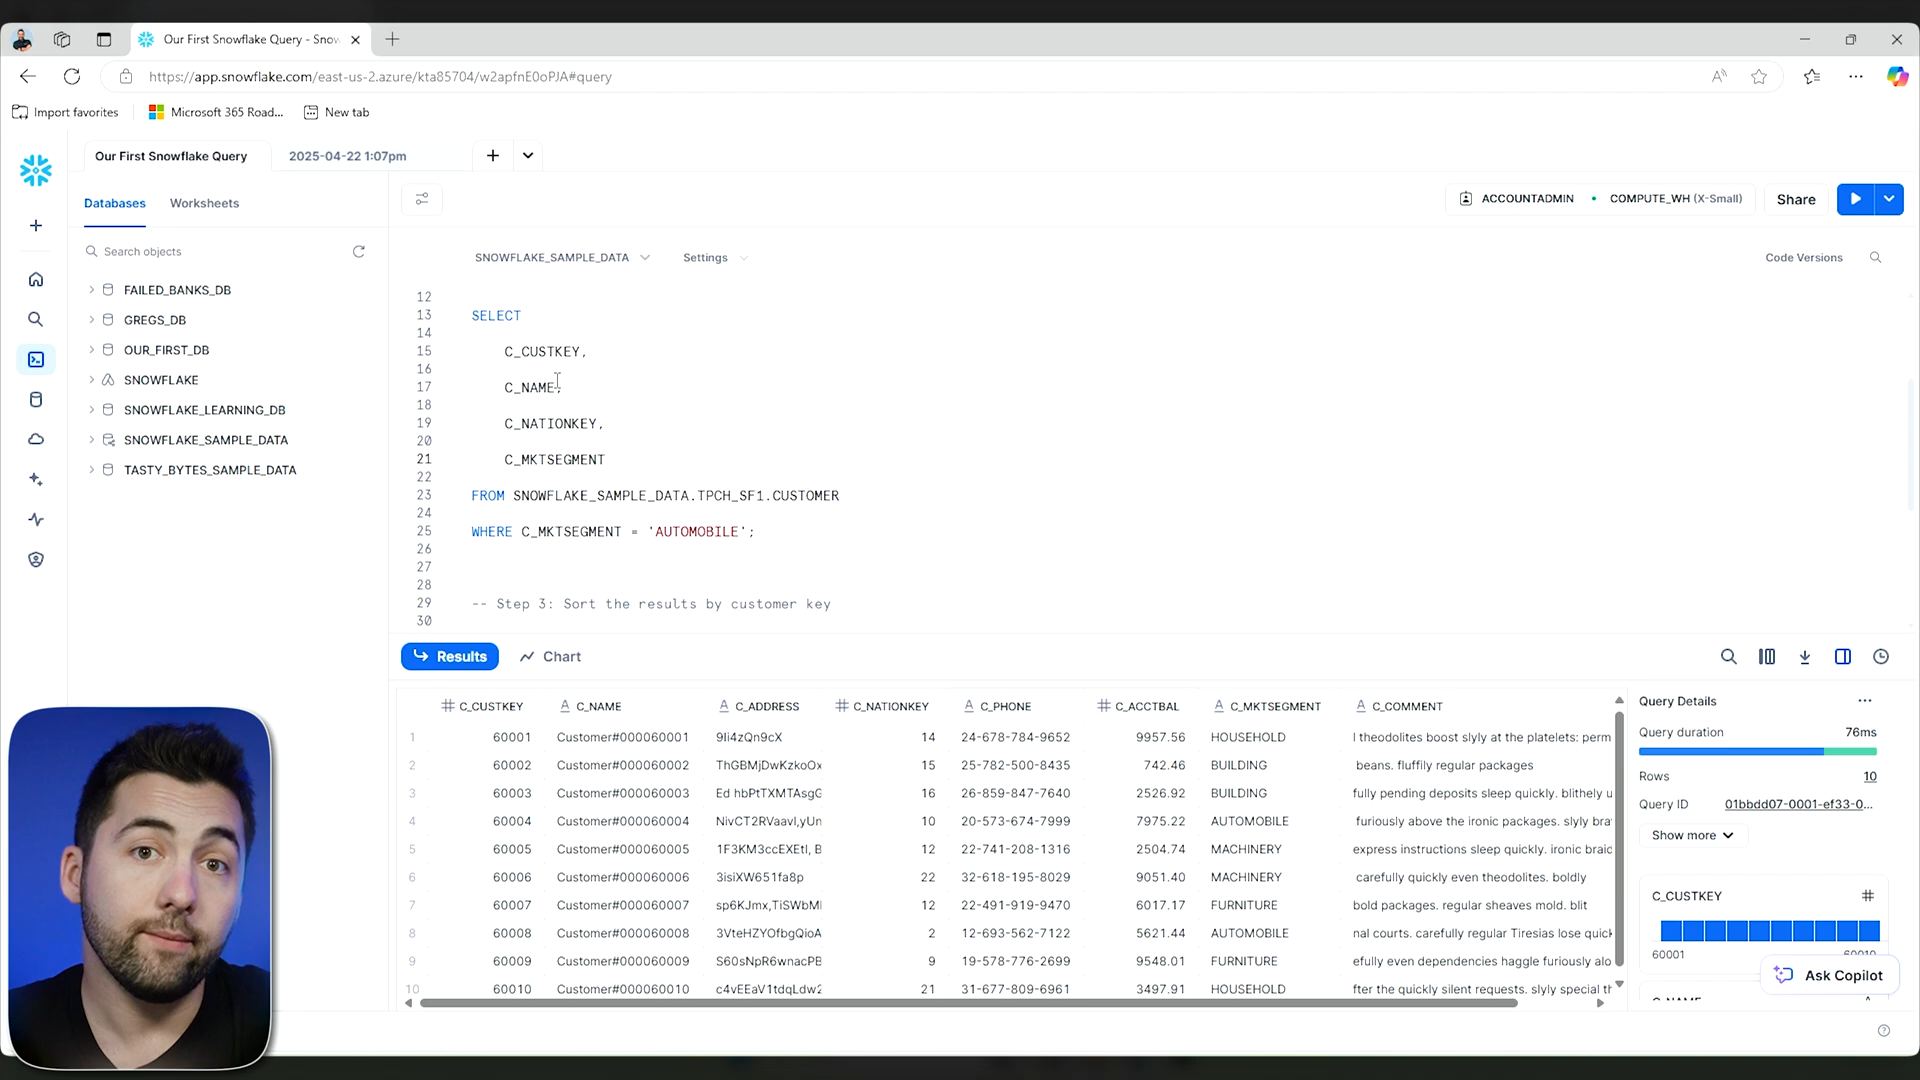 Our First Snowflake Query - Snow
https://app.snowflake.com/east-us-2.azure/kta85704/w2apfnE0oPJA#query
Import favorites
Microsoft 365 Road...
New tab
Our First Snowflake Query
2025-04-22 1:07pm
Databases
Worksheets
ACCOUNTADMIN
COMPUTE_WH (X-Small)
Share
Search objects
SNOWFLAKE_SAMPLE_DATA
Settings
Code Versions
FAILED_BANKS_DB
GREGS_DB
OUR_FIRST_DB
SNOWFLAKE
SNOWFLAKE_LEARNING_DB
SNOWFLAKE_SAMPLE_DATA
TASTY_BYTES_SAMPLE_DATA
12
13 SELECT
14
15 C_CUSTKEY,
16
17 C_NAME,
18
19 C_NATIONKEY,
20
21 C_MKTSEGMENT
22
23 FROM SNOWFLAKE_SAMPLE_DATA.TPCH_SF1.CUSTOMER
24
25 WHERE C_MKTSEGMENT = 'AUTOMOBILE';
26
27
28
29 -- Step 3: Sort the results by customer key
30
Results
Chart
C_CUSTKEY C_NAME C_ADDRESS C_NATIONKEY C_PHONE C_ACCTBAL C_MKTSEGMENT C_COMMENT
1 60001 Customer#000060001 9Ii4zQn9cX 14 24-678-784-9652 9957.56 HOUSEHOLD l theodolites boost slyly at the platelets: perm
2 60002 Customer#000060002 ThGBMjDwKzkoOx 15 25-782-500-8435 742.46 BUILDING beans. fluffily regular packages
3 60003 Customer#000060003 Ed hbPtTXMTAsgG 16 26-859-847-7640 2526.92 BUILDING fully pending deposits sleep quickly. blithely u
4 60004 Customer#000060004 NivCT2RVaavl,yUn 10 20-573-674-7999 7975.22 AUTOMOBILE furiously above the ironic packages. slyly bra
5 60005 Customer#000060005 1F3KM3ccEXEtI, B 12 22-741-208-1316 2504.74 MACHINERY express instructions sleep quickly. ironic braid
6 60006 Customer#000060006 3isiXW651fa8p 22 32-618-195-8029 9051.40 MACHINERY carefully quickly even theodolites. boldly
7 60007 Customer#000060007 sp6KJmx,TiSWbMl 12 22-491-919-9470 6017.17 FURNITURE bold packages. regular sheaves mold. blit
8 60008 Customer#000060008 3VteHZYOfbgQioA 2 12-693-562-7122 5621.44 AUTOMOBILE nal courts. carefully regular Tiresias lose quick
9 60009 Customer#000060009 S60sNpR6wnacPB 9 19-578-776-2699 9548.01 FURNITURE efully even dependencies haggle furiously alo
10 60010 Customer#000060010 c4vEEaV1tdqLdw2 21 31-677-809-6961 3497.91 HOUSEHOLD fter the quickly silent requests. slyly special th
Query Details
Query duration 76ms
Rows 10
Query ID 01bbdd07-0001-ef33-0...
Show more
C_CUSTKEY
60001 60010
Ask Copilot
C_NAME